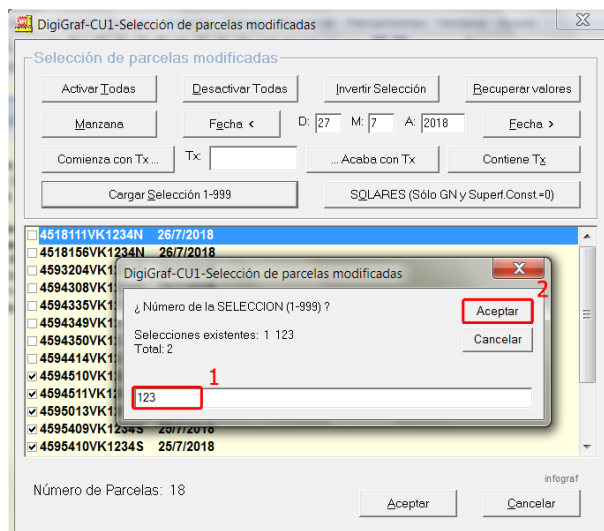 DigiGraf-CU1-Selección de parcelas modificadas
Selección de parcelas modificadas
Activar Todas Desactivar Todas Invertir Selección Recuperar valores
Manzana Fecha < D: 27 M: 7 A: 2018 Fecha >
Comienza con Tx ... Tx: ... Acaba con Tx Contiene Tx
Cargar Selección 1-999 SOLARES (Sólo GN y Superf.Const.=0)
4518111VK1234N 26/7/2018
4518156VK1234N 26/7/2018
4593204VK1
4594308VK1
4594335VK1
4594349VK1
4594350VK1
4594414VK1
4594510VK1
4594511VK1
4595013VK1
4595409VK1234S 25/7/2018
4595410VK1234S 25/7/2018
DigiGraf-CU1-Selección de parcelas modificadas
2
¿ Número de la SELECCION (1-999) ?
Aceptar
Selecciones existentes: 1 123
Total: 2
Cancelar
1
123
Número de Parcelas: 18
infograf
Aceptar Cancelar